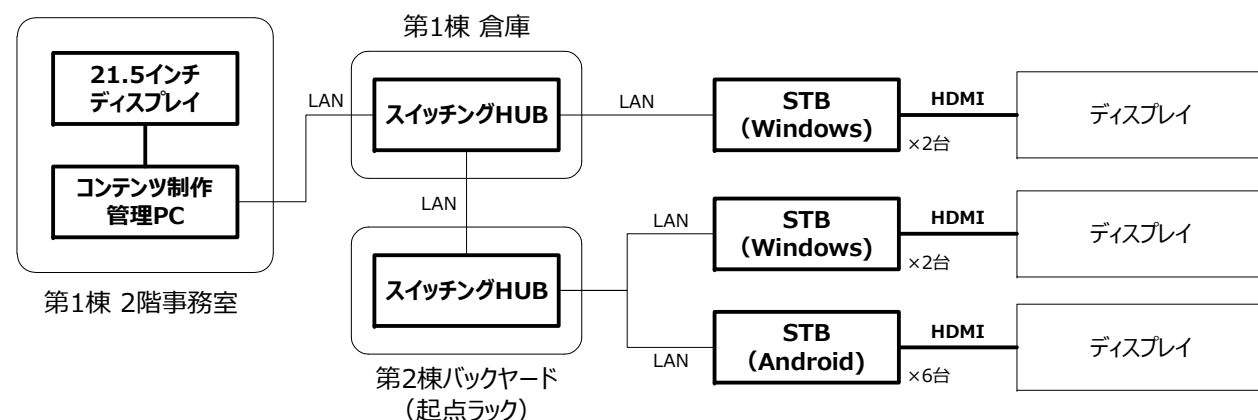 第1棟 倉庫
21.5インチ
ディスプレイ
コンテンツ制作
管理PC
第1棟 2階事務室
LAN
スイッチングHUB
LAN
STB
(Windows)
HDMI
×2台
ディスプレイ
LAN
スイッチングHUB
第2棟バックヤード
(起点ラック)
LAN
STB
(Windows)
HDMI
×2台
ディスプレイ
LAN
STB
(Android)
HDMI
×6台
ディスプレイ